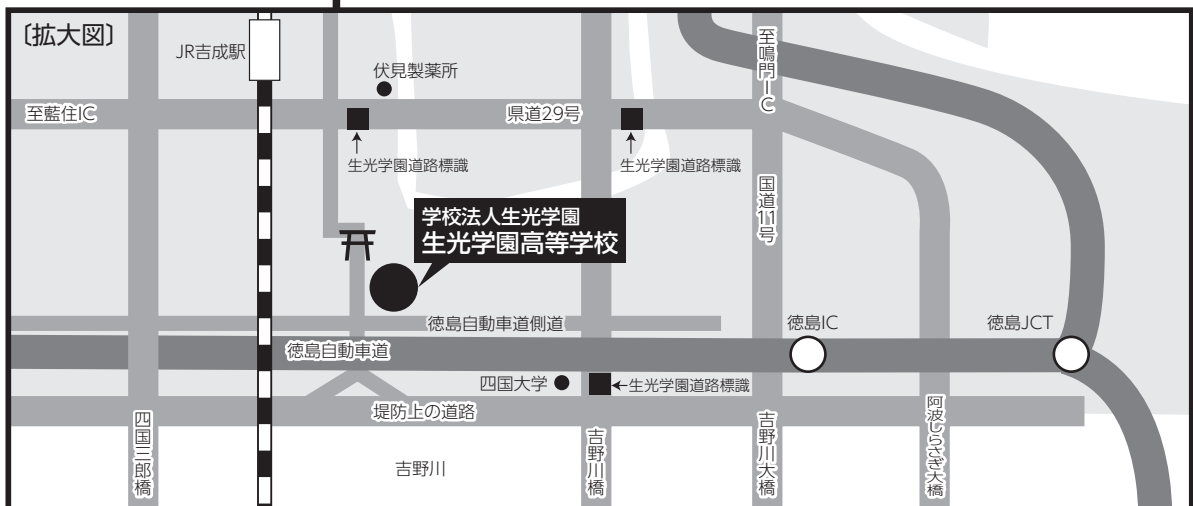 〔拡大図〕
JR吉成駅
伏見製薬所
至鳴門IC
至藍住IC
県道29号
生光学園道路標識
生光学園道路標識
国道11号
学校法人生光学園
生光学園高等学校
徳島自動車道側道
徳島IC
徳島JCT
徳島自動車道
四国大学
←生光学園道路標識
堤防上の道路
四国三郎橋
吉野川
吉野川橋
吉野川大橋
阿波しらさぎ大橋